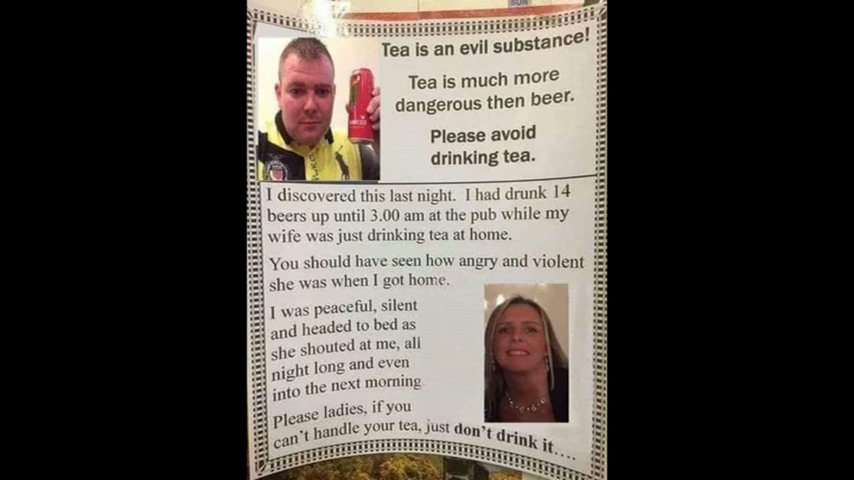 SUN
Tea is an evil substance!
Tea is much more
dangerous then beer.
Please avoid
drinking tea.
I discovered this last night. I had drunk 14
beers up until 3.00 am at the pub while my
wife was just drinking tea at home.
You should have seen how angry and violent
she was when I got home.
I was peaceful, silent
and headed to bed as
she shouted at me, all
night long and even
into the next morning
Please ladies, if you
can't handle your tea, just don't drink it....